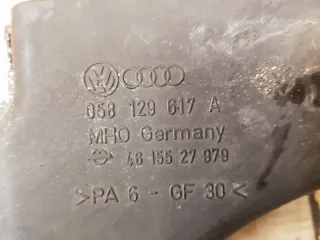 058 129 617 A
MHO Germany
46 155 27 979
>PA 6 - GF 30<